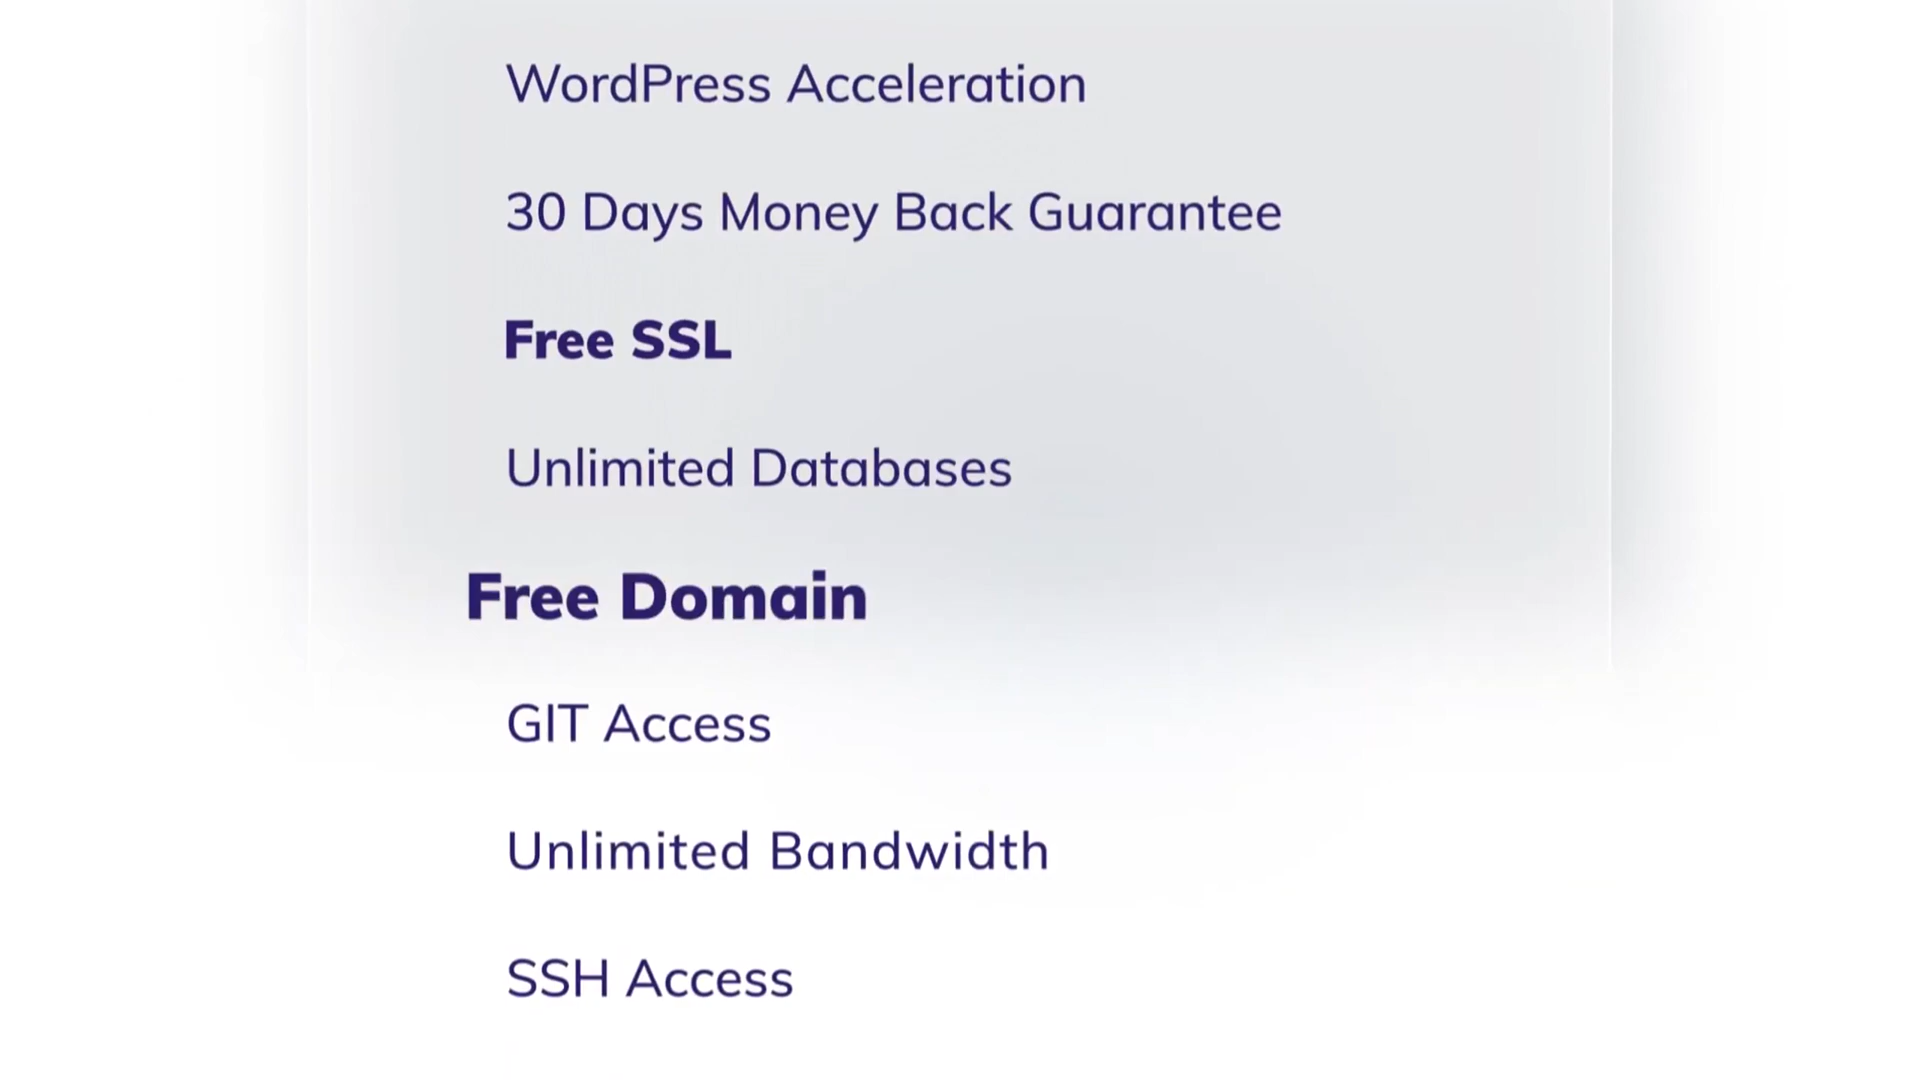 WordPress Acceleration
30 Days Money Back Guarantee
Free SSL
Unlimited Databases
Free Domain
GIT Access
Unlimited Bandwidth
SSH Access